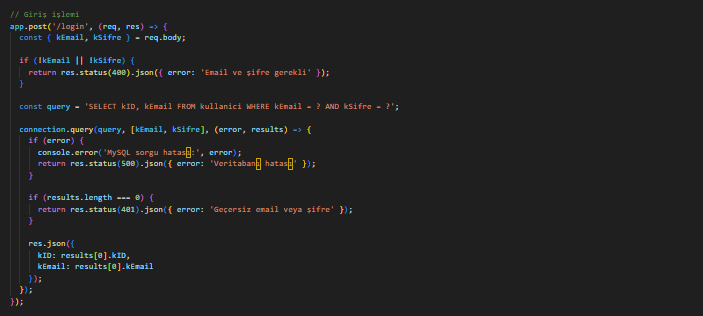 // Giriş işlemi
app.post('/login', (req, res) => {
const { kEmail, kSifre } = req.body;
if (!kEmail || !kSifre) {
return res.status(400).json({ error: 'Email ve şifre gerekli' });
}
const query = 'SELECT kID, kEmail FROM kullanici WHERE kEmail = ? AND kSifre = ?';
connection.query(query, [kEmail, kSifre], (error, results) => {
if (error) {
console.error('MySQL sorgu hatası:', error);
return res.status(500).json({ error: 'Veritabanı hatası' });
}
if (results.length === 0) {
return res.status(401).json({ error: 'Geçersiz email veya şifre' });
}
res.json({
kID: results[0].kID,
kEmail: results[0].kEmail
});
});
});